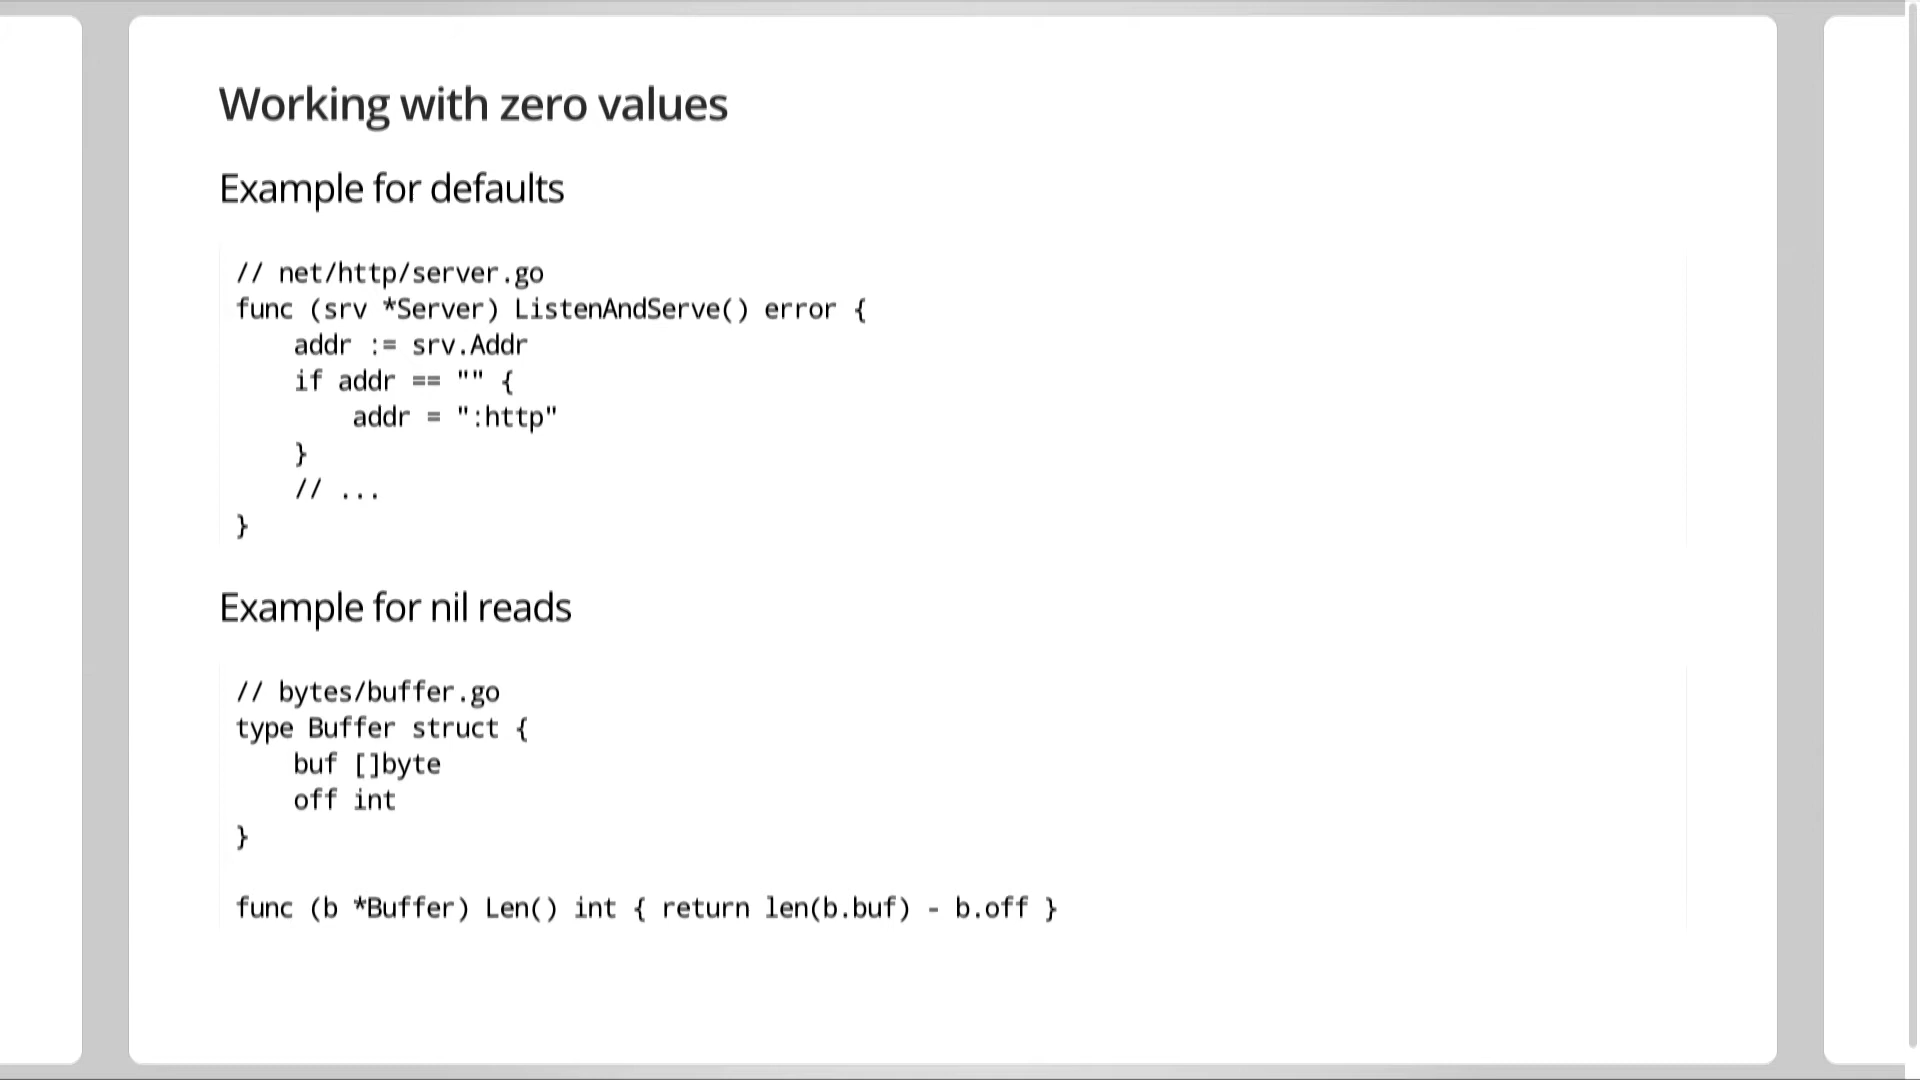 Working with zero values
Example for defaults
// net/http/server.go
func (srv *Server) ListenAndServe() error {
    addr := srv.Addr
    if addr == "" {
        addr = ":http"
    }
    // ...
}
Example for nil reads
// bytes/buffer.go
type Buffer struct {
    buf []byte
    off int
}
func (b *Buffer) Len() int { return len(b.buf) - b.off }